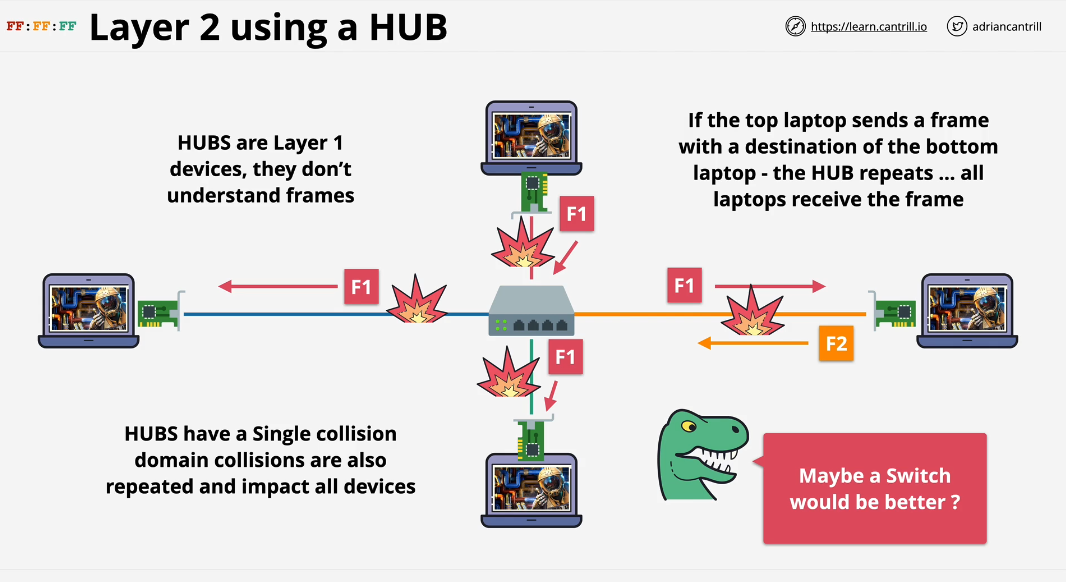 FF:FF:FF
Layer 2 using a HUB
https://learn.cantrill.io
adriancantrill
HUBS are Layer 1
devices, they don’t
understand frames
If the top laptop sends a frame
with a destination of the bottom
laptop - the HUB repeats ... all
laptops receive the frame
F1
F1
F1
F2
F1
HUBS have a Single collision
domain collisions are also
repeated and impact all devices
Maybe a Switch
would be better ?